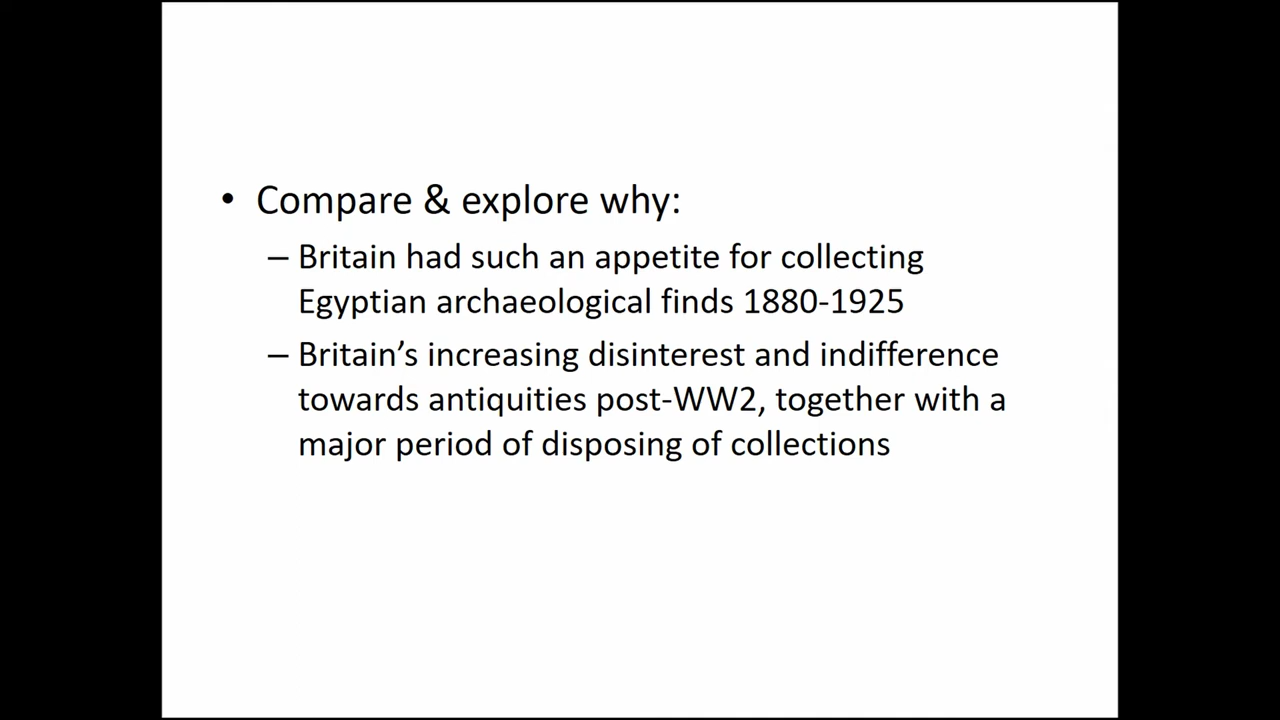 • Compare & explore why:
– Britain had such an appetite for collecting
Egyptian archaeological finds 1880-1925
– Britain’s increasing disinterest and indifference
towards antiquities post-WW2, together with a
major period of disposing of collections